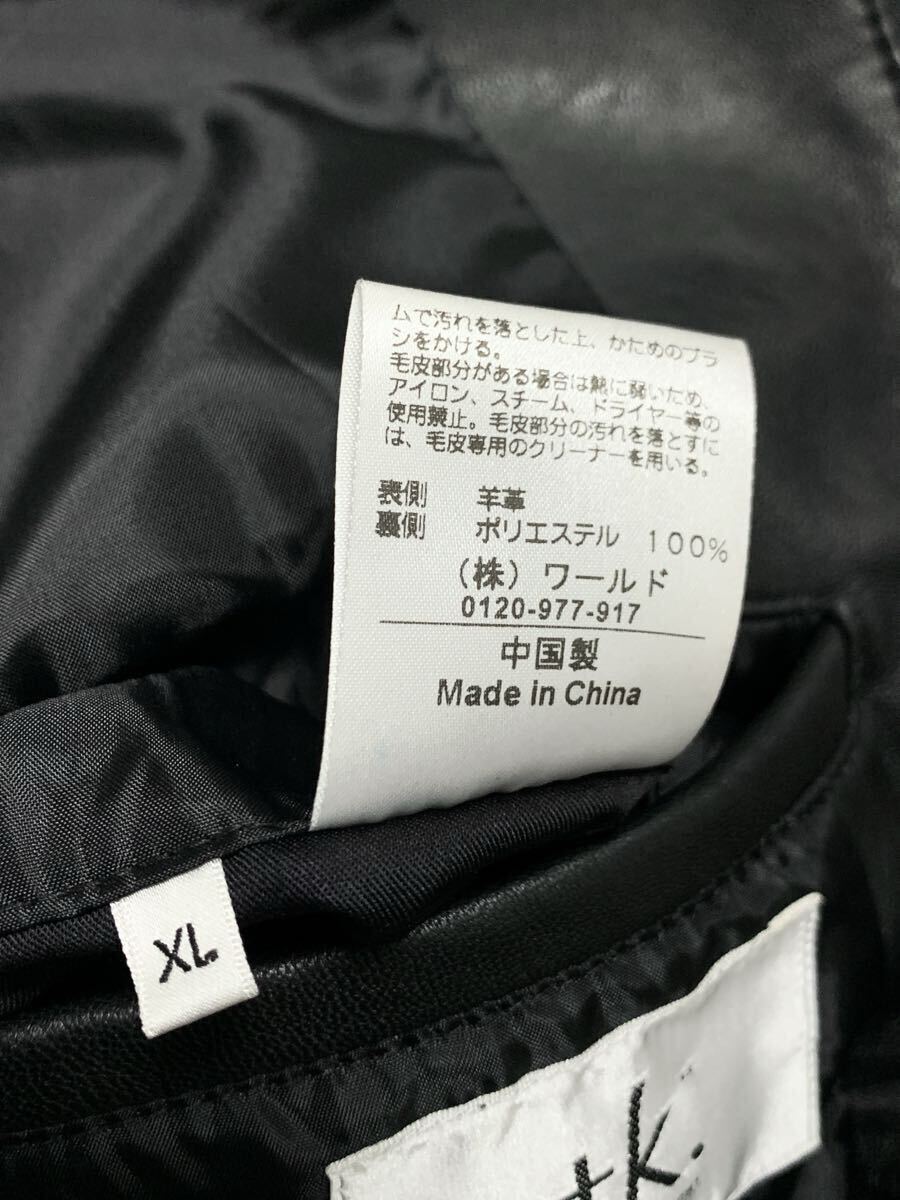 ムで汚れを落とした上、かためのブラ
シをかける。
毛皮部分がある場合は熱に弱いため、
アイロン、スチーム、ドライヤー等の
使用禁止。毛皮部分の汚れを落とすに
は、毛皮専用のクリーナーを用いる。
表側 羊革
裏側 ポリエステル 100%
(株)ワールド
0120-977-917
中国製
Made in China
XL
tk.